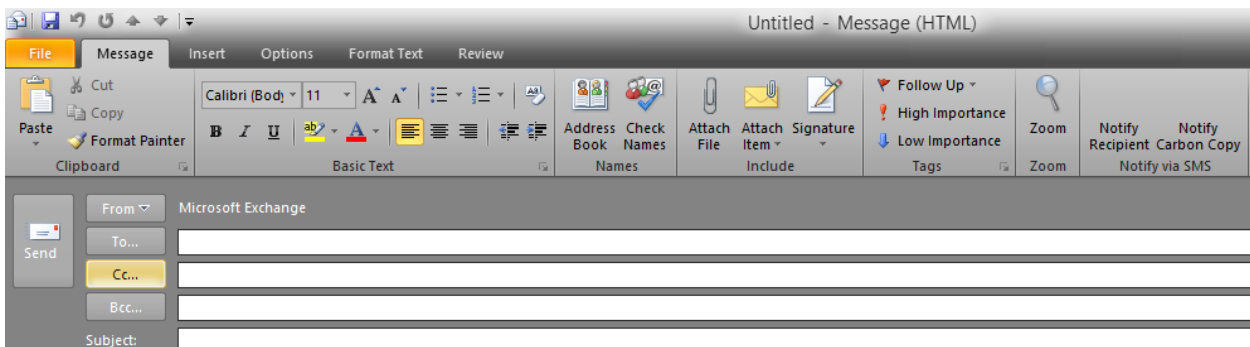 Untitled - Message (HTML)
File Message Insert Options Format Text Review
Cut
Copy
Format Painter
Paste
Clipboard
Calibri (Body 11 A A
B I U ab A
Basic Text
Address Book
Check Names
Names
Attach File
Attach Item
Signature
Include
Follow Up
High Importance
Low Importance
Tags
Zoom
Zoom
Notify Recipient
Notify Carbon Copy
Notify via SMS
Send
From Microsoft Exchange
To...
Cc...
Bcc...
Subject: